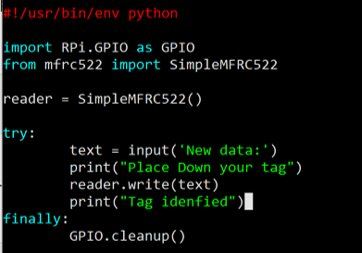 #!/usr/bin/env python
import RPi.GPIO as GPIO
from mfrc522 import SimpleMFRC522
reader = SimpleMFRC522()
try:
text = input('New data:')
print("Place Down your tag")
reader.write(text)
print("Tag idenfied")
finally:
GPIO.cleanup()